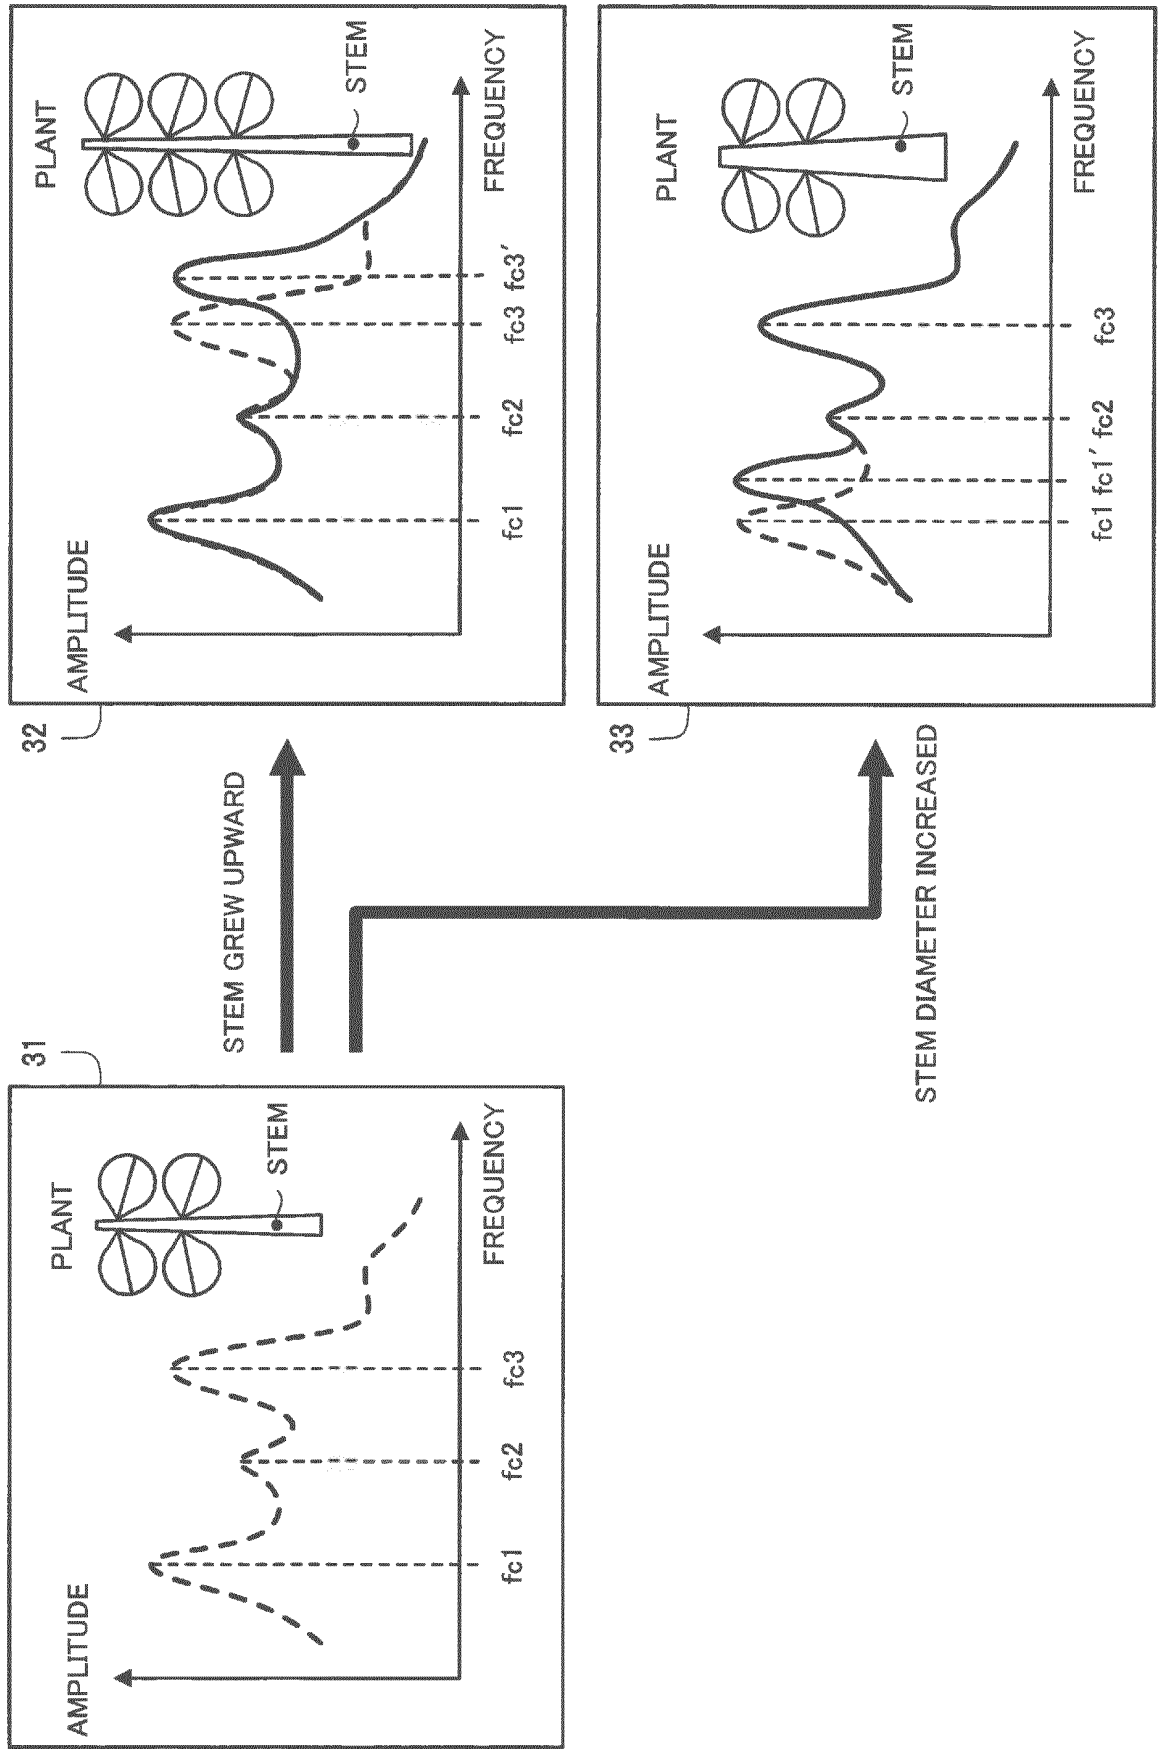 31
AMPLITUDE
PLANT
STEM
FREQUENCY
fc1
fc2
fc3
STEM GREW UPWARD
STEM DIAMETER INCREASED
32
AMPLITUDE
PLANT
STEM
FREQUENCY
fc1
fc2
fc3
fc3′
33
AMPLITUDE
PLANT
STEM
FREQUENCY
fc1
fc1′
fc2
fc3